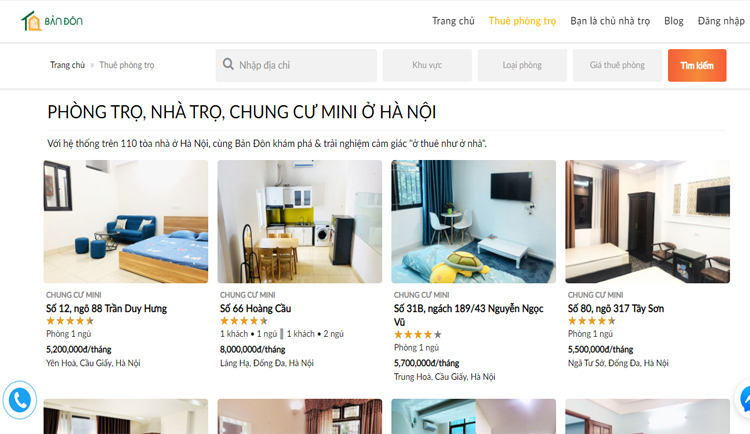 BẢN ĐÔN
Trang chủ Thuê phòng trọ Bạn là chủ nhà trọ Blog Đăng nhập
Trang chủ » Thuê phòng trọ Nhập địa chỉ Khu vực Loại phòng Giá thuê phòng Tìm kiếm
PHÒNG TRỌ, NHÀ TRỌ, CHUNG CƯ MINI Ở HÀ NỘI
Với hệ thống trên 110 tòa nhà ở Hà Nội, cùng Bản Đôn khám phá & trải nghiệm cảm giác "ở thuê như ở nhà".
CHUNG CƯ MINI
Số 12, ngõ 88 Trần Duy Hưng
Phòng 1 ngủ
5,200,000đ/tháng
Yên Hoà, Cầu Giấy, Hà Nội
CHUNG CƯ MINI
Số 66 Hoàng Cầu
1 khách • 1 ngủ ║ 1 khách • 2 ngủ
8,000,000đ/tháng
Láng Hạ, Đống Đa, Hà Nội
CHUNG CƯ MINI
Số 31B, ngách 189/43 Nguyễn Ngọc
Vũ
Phòng 1 ngủ
5,700,000đ/tháng
Trung Hoà, Cầu Giấy, Hà Nội
CHUNG CƯ MINI
Số 80, ngõ 317 Tây Sơn
Phòng 1 ngủ
5,500,000đ/tháng
Ngã Tư Sở, Đống Đa, Hà Nội